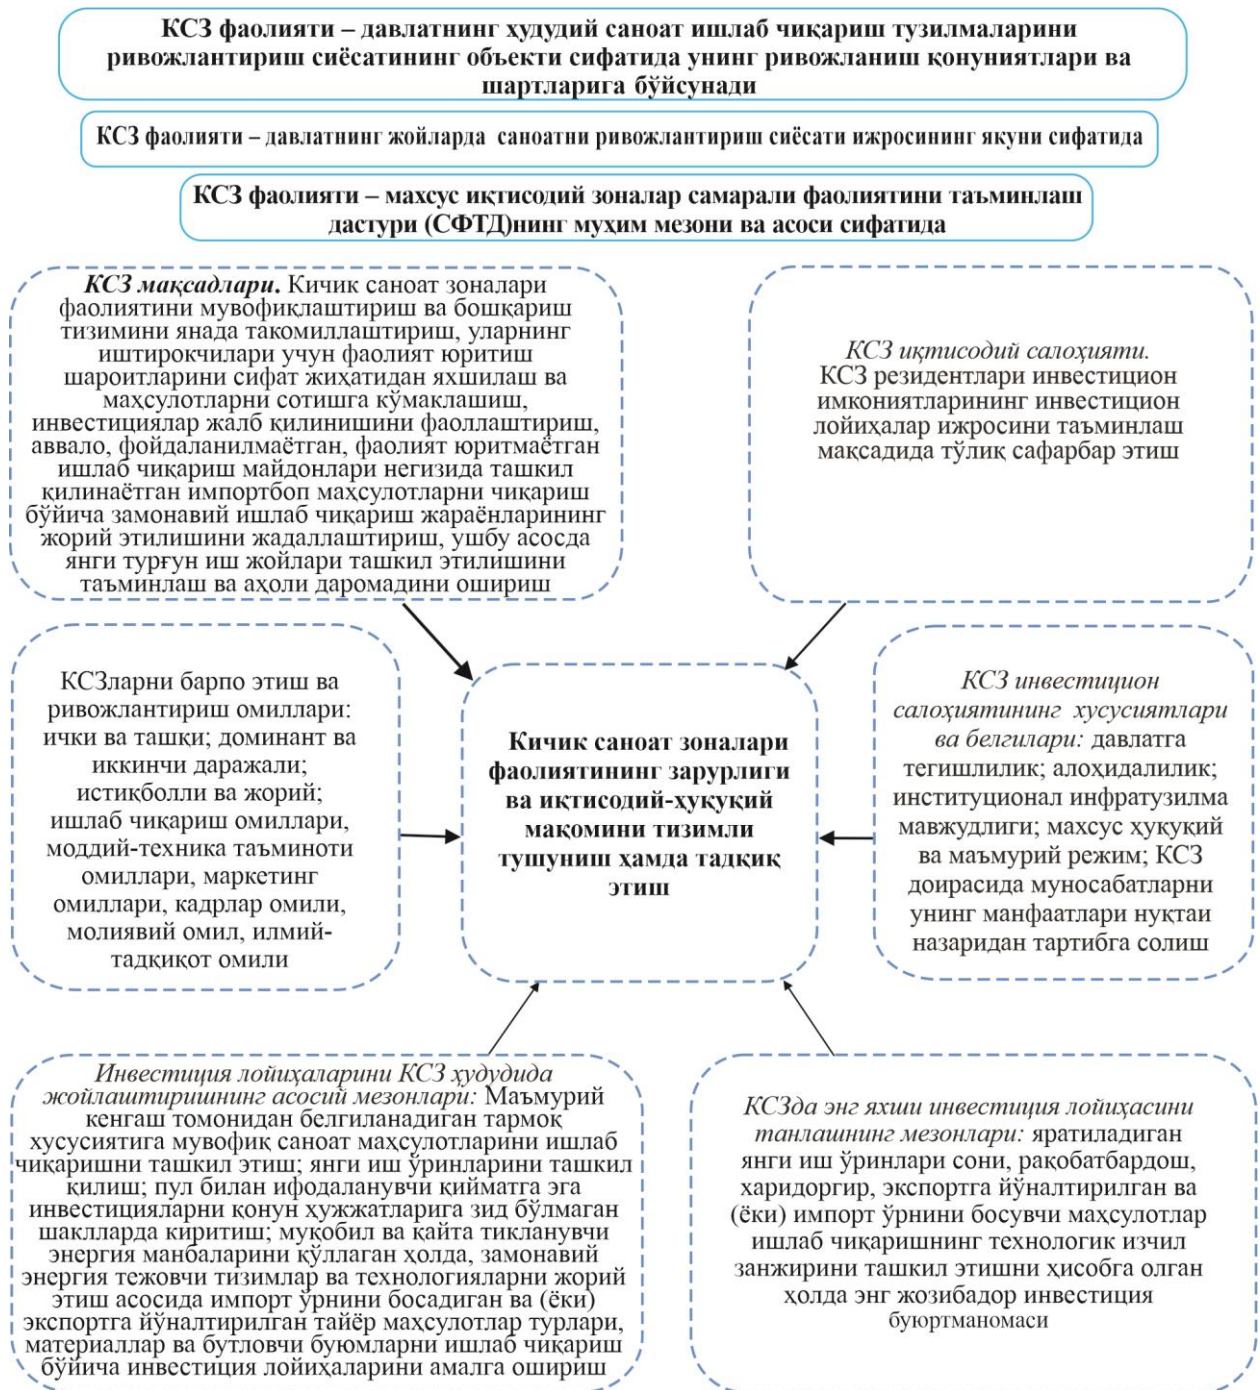 КСЗ фаолияти – давлатнинг ҳудудий саноат ишлаб чиқариш тузилмаларини
ривожлантириш сиёсатининг объекти сифатида унинг ривожланиш қонуниятлари ва
шартларига бўйсунади
КСЗ фаолияти – давлатнинг жойларда саноатни ривожлантириш сиёсати ижросининг якуни сифатида
КСЗ фаолияти – махсус иқтисодий зоналар самарали фаолиятини таъминлаш
дастури (СФТД)нинг муҳим мезони ва асоси сифатида
КСЗ мақсадлари. Кичик саноат зоналари
фаолиятини мувофиқлаштириш ва бошқариш
тизимини янада такомиллаштириш, уларнинг
иштирокчилари учун фаолият юритиш
шароитларини сифат жиҳатидан яхшилаш ва
маҳсулотларни сотишга кўмаклашиш,
инвестициялар жалб қилинишини фаоллаштириш,
аввало, фойдаланилмаётган, фаолият юритмаётган
ишлаб чиқариш майдонлари негизида ташкил
қилинаётган импортбоп маҳсулотларни чиқариш
бўйича замонавий ишлаб чиқариш жараёнларининг
жорий этилишини жадаллаштириш, ушбу асосда
янги турғун иш жойлари ташкил этилишини
таъминлаш ва аҳоли даромадини ошириш
КСЗ иқтисодий салоҳияти.
КСЗ резидентлари инвестицион
имкониятларининг инвестицион
лойиҳалар ижросини таъминлаш
мақсадида тўлиқ сафарбар этиш
КСЗларни барпо этиш ва
ривожлантириш омиллари:
ички ва ташқи; доминант ва
иккинчи даражали;
истиқболли ва жорий;
ишлаб чиқариш омиллари,
моддий-техника таъминоти
омиллари, маркетинг
омиллари, кадрлар омили,
молиявий омил, илмий-
тадқиқот омили
Кичик саноат зоналари
фаолиятининг зарурлиги
ва иқтисодий-ҳуқуқий
мақомини тизимли
тушуниш ҳамда тадқиқ
этиш
КСЗ инвестицион
салоҳиятининг хусусиятлари
ва белгилари: давлатга
тегишлилик; алоҳидалилик;
институционал инфратузилма
мавжудлиги; махсус ҳуқуқий
ва маъмурий режим; КСЗ
доирасида муносабатларни
унинг манфаатлари нуқтаи
назаридан тартибга солиш
Инвестиция лойиҳаларини КСЗ ҳудудида
жойлаштиришнинг асосий мезонлари: Маъмурий
кенгаш томонидан белгиланадиган тармоқ
хусусиятига мувофиқ саноат маҳсулотларини ишлаб
чиқаришни ташкил этиш; янги иш ўринларини ташкил
қилиш; пул билан ифодаланувчи қийматга эга
инвестицияларни қонун ҳужжатларига зид бўлмаган
шаклларда киритиш; муқобил ва қайта тикланувчи
энергия манбаларини қўллаган ҳолда, замонавий
энергия тежовчи тизимлар ва технологияларни жорий
этиш асосида импорт ўрнини босадиган ва (ёки)
экспортга йўналтирилган тайёр маҳсулотлар турлари,
материаллар ва бутловчи буюмларни ишлаб чиқариш
бўйича инвестиция лойиҳаларини амалга ошириш
КСЗда энг яхши инвестиция лойиҳасини
танлашнинг мезонлари: яратиладиган
янги иш ўринлари сони, рақобатбардош,
харидоргир, экспортга йўналтирилган ва
(ёки) импорт ўрнини босувчи маҳсулотлар
ишлаб чиқаришнинг технологик изчил
занжирини ташкил этишни ҳисобга олган
ҳолда энг жозибадор инвестиция
буюртманомаси